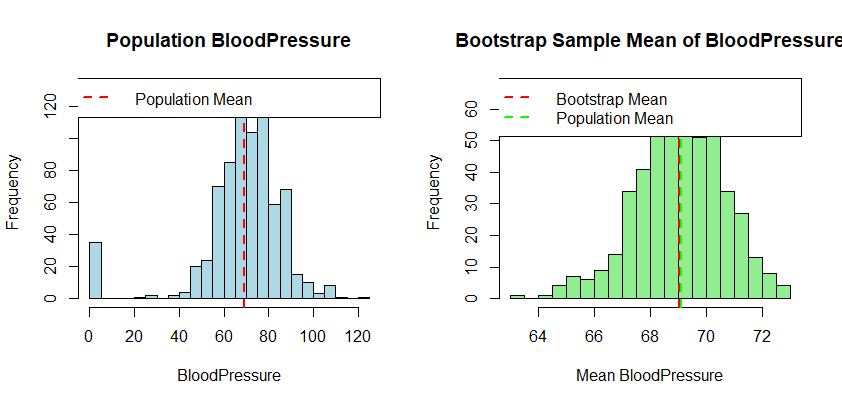 Population BloodPressure
Population Mean
Frequency
0
20
40
60
80
120
0
20
40
60
80
100
120
BloodPressure
Bootstrap Sample Mean of BloodPressure
Bootstrap Mean
Population Mean
Frequency
0
10
20
30
40
50
60
64
66
68
70
72
Mean BloodPressure